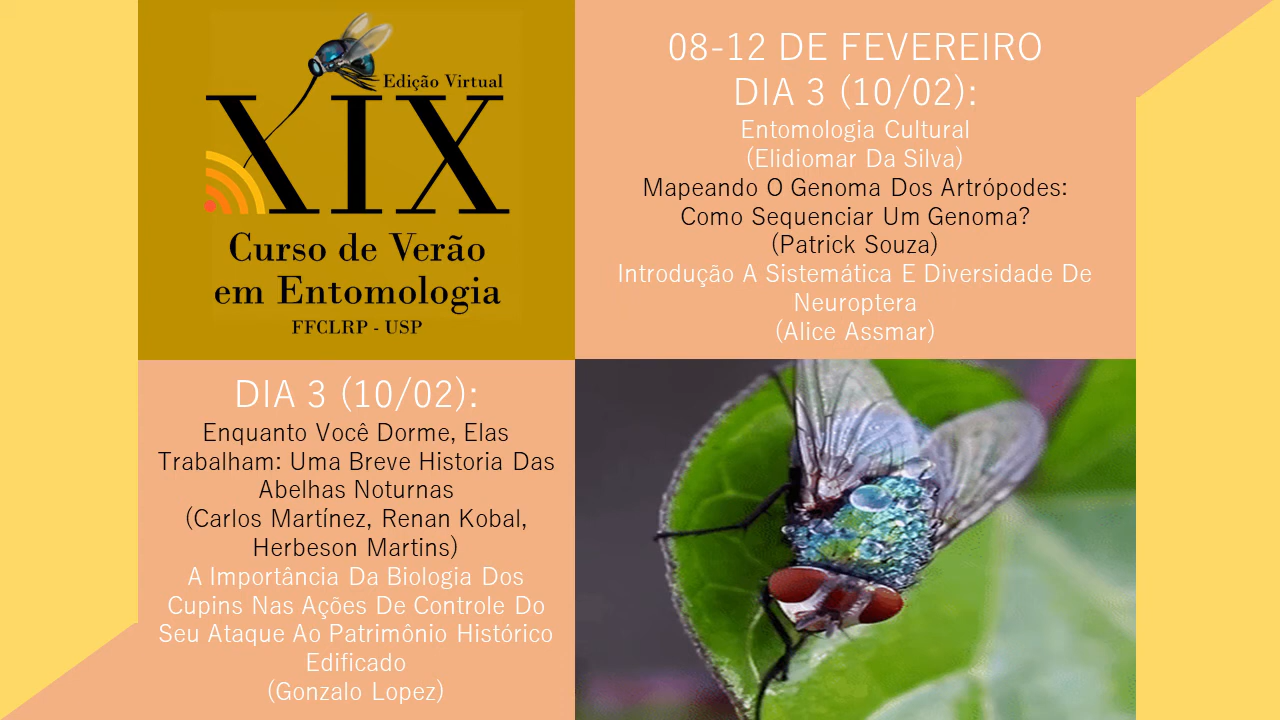 Edição Virtual
XIX
Curso de Verão
em Entomologia
FFCLRP - USP
08-12 DE FEVEREIRO
DIA 3 (10/02):
Entomologia Cultural
(Elidiomar Da Silva)
Mapeando O Genoma Dos Artrópodes:
Como Sequenciar Um Genoma?
(Patrick Souza)
Introdução A Sistemática E Diversidade De
Neuroptera
(Alice Assmar)
DIA 3 (10/02):
Enquanto Você Dorme, Elas
Trabalham: Uma Breve Historia Das
Abelhas Noturnas
(Carlos Martínez, Renan Kobal,
Herbeson Martins)
A Importância Da Biologia Dos
Cupins Nas Ações De Controle Do
Seu Ataque Ao Patrimônio Histórico
Edificado
(Gonzalo Lopez)